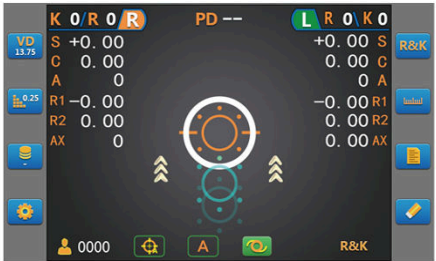 K 0/R 0/R PD -- L R 0\K 0
VD 13.75 S +0.00 +0.00 S R&K
C 0.00 0.00 C
0.25 A 0 0 A
R1 -0.00 -0.00 R1
R2 0.00 0.00 R2
AX 0 0.00 AX
0000 A R&K